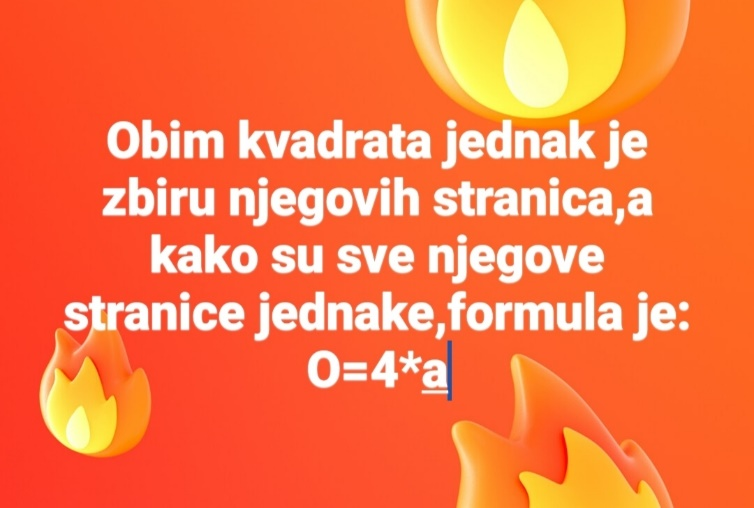 Obim kvadrata jednak je
zbiru njegovih stranica,a
kako su sve njegove
stranice jednake,formula je:
O=4*a